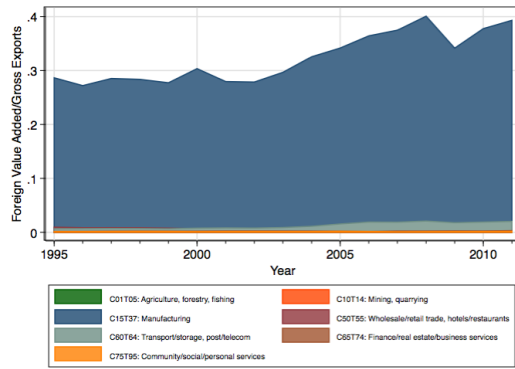 .4
.3
.2
.1
0
Foreign Value Added/Gross Exports
1995
2000
2005
2010
Year
C01T05: Agriculture, forestry, fishing
C10T14: Mining, quarrying
C15T37: Manufacturing
C50T55: Wholesale/retail trade, hotels/restaurants
C60T64: Transport/storage, post/telecom
C65T74: Finance/real estate/business services
C75T95: Community/social/personal services